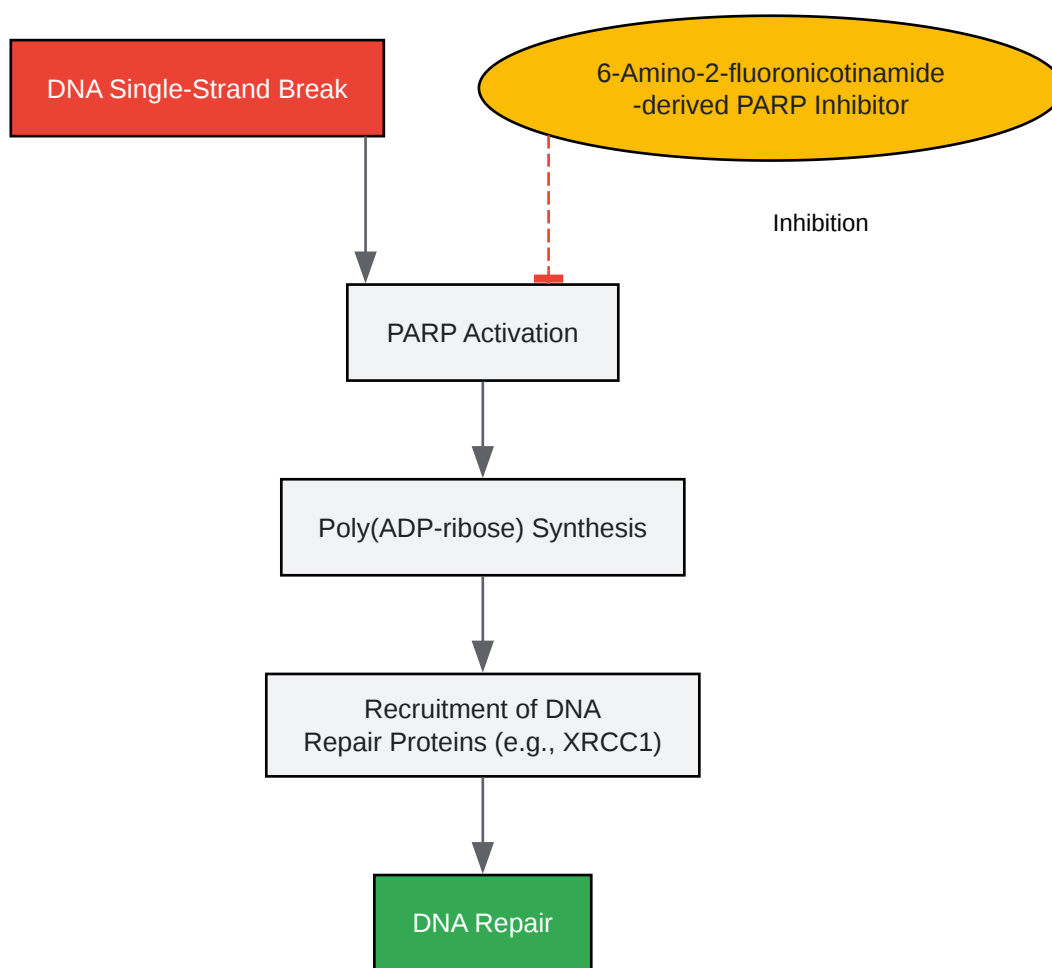 DNA Single-Strand Break
6-Amino-2-fluoronicotinamide
-derived PARP Inhibitor
Inhibition
PARP Activation
Poly(ADP-ribose) Synthesis
Recruitment of DNA
Repair Proteins (e.g., XRCC1)
DNA Repair